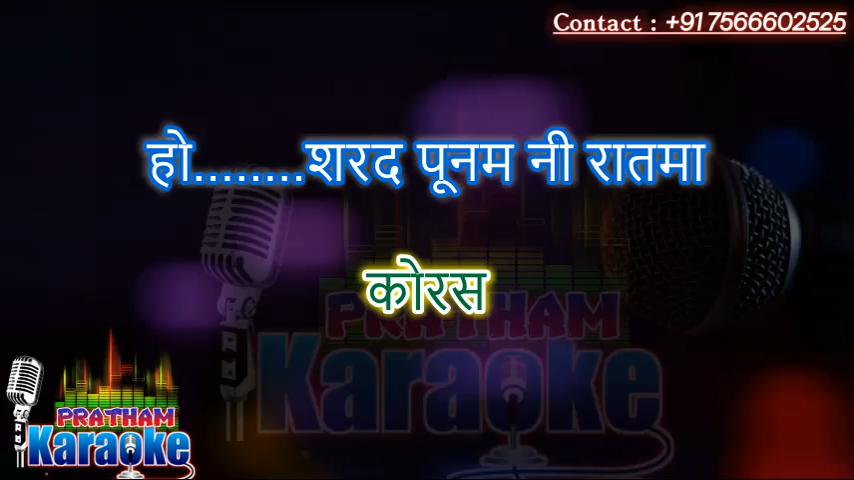 Contact : +917566602525
हो........शरद पूनम नी रातमा
कोरस
PRATHAM
Karaoke
PRATHAM
Karaoke